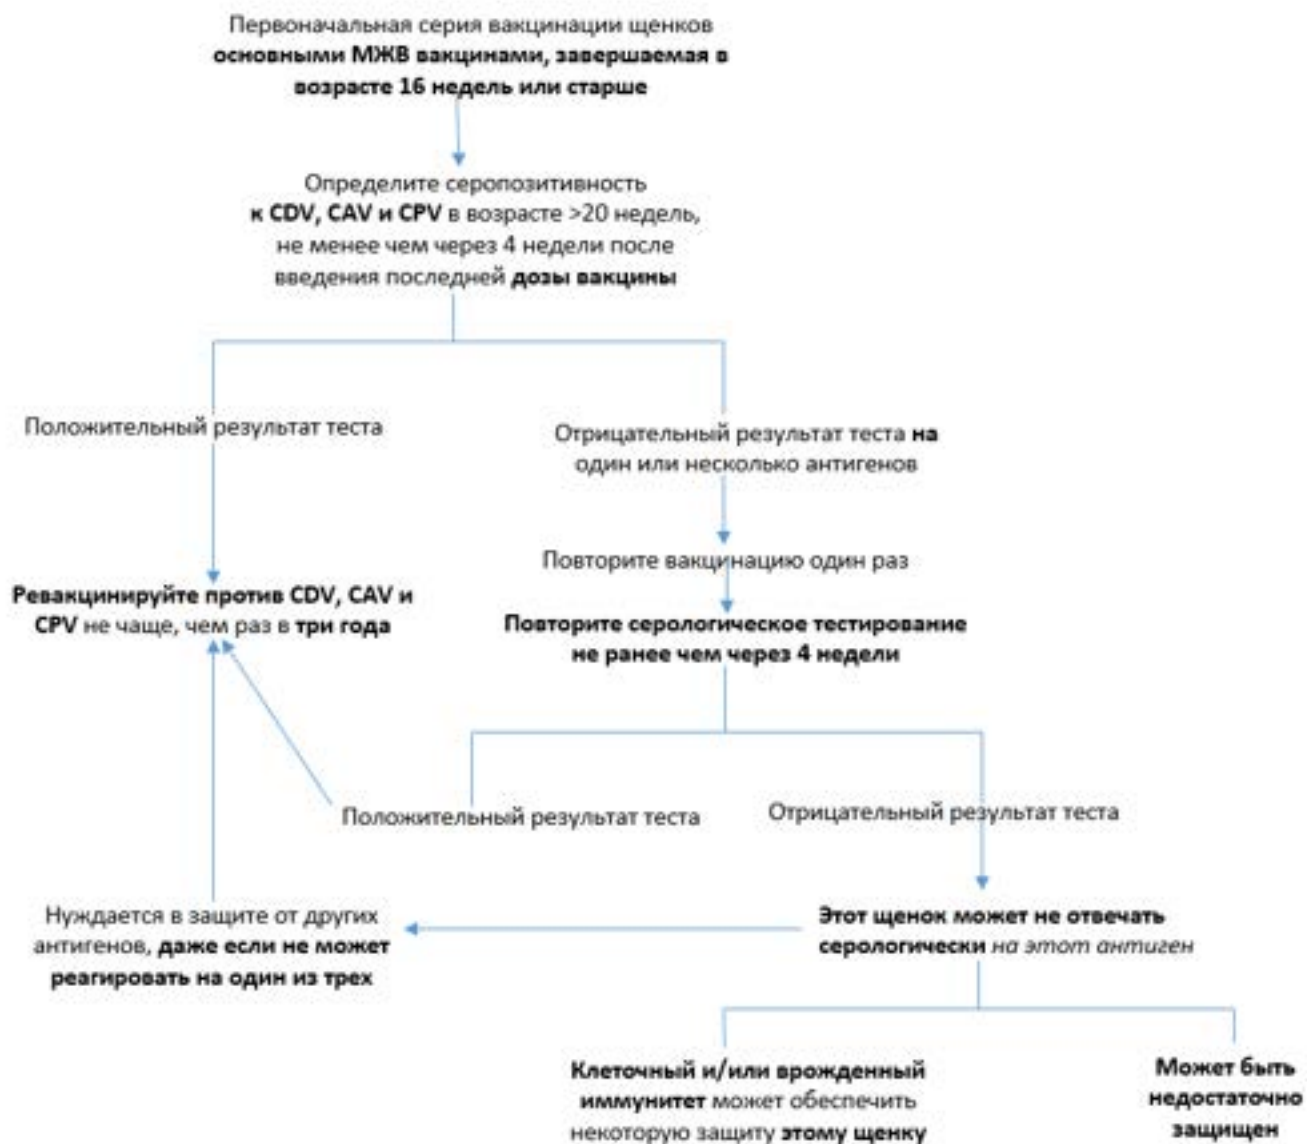 Первоначальная серия вакцинации щенков
основными МЖВ вакцинами, завершаемая в
возрасте 16 недель или старше
Определите серопозитивность
к CDV, CAV и CPV в возрасте >20 недель,
не менее чем через 4 недели после
введения последней дозы вакцины
Положительный результат теста
Отрицательный результат теста на
один или несколько антигенов
Повторите вакцинацию один раз
Ревакцинируйте против CDV, CAV и
CPV не чаще, чем раз в три года
Повторите серологическое тестирование
не ранее чем через 4 недели
Положительный результат теста
Отрицательный результат теста
Нуждается в защите от других
антигенов, даже если не может
реагировать на один из трех
Этот щенок может не отвечать
серологически на этот антиген
Клеточный и/или врожденный
иммунитет может обеспечить
некоторую защиту этому щенку
Может быть
недостаточно
защищен